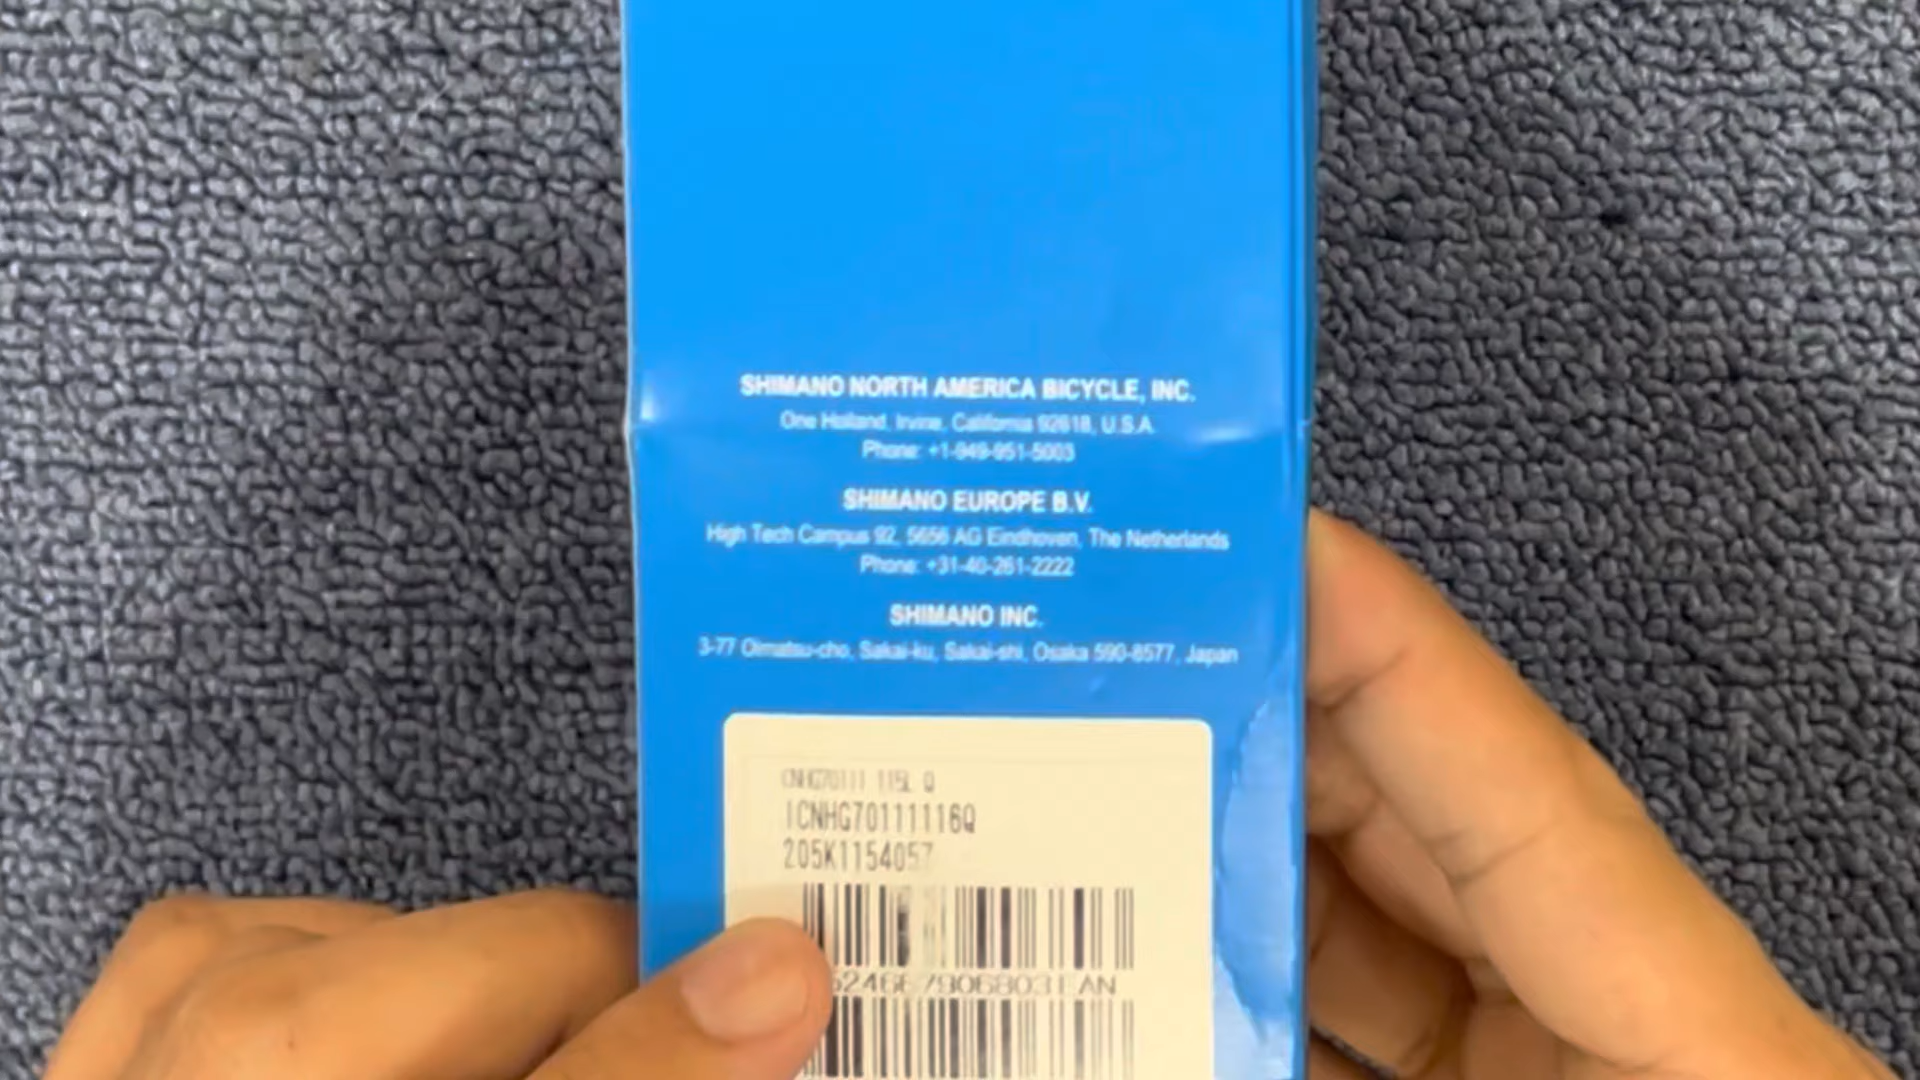 SHIMANO NORTH AMERICA BICYCLE, INC.
One Holland, Irvine, California 92618, U.S.A.
Phone: +1-949-951-5003
SHIMANO EUROPE B.V.
High Tech Campus 92, 5656 AG Eindhoven, The Netherlands
Phone: +31-40-261-2222
SHIMANO INC.
3-77 Oimatsu-cho, Sakai-ku, Sakai-shi, Osaka 590-8577, Japan
CNHG70111 115L Q
ICNHG70111116Q
205K1154057